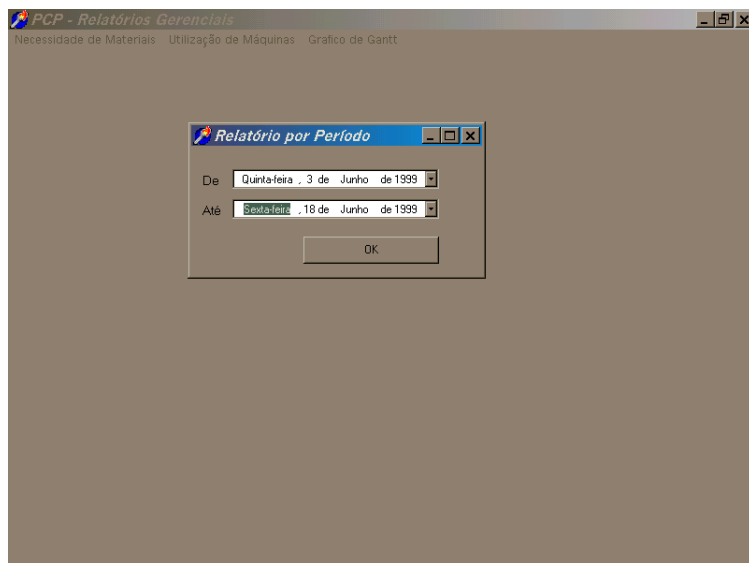 PCP - Relatórios Gerenciais
Necessidade de Materiais Utilização de Máquinas Grafico de Gantt
Relatório por Período
De Quinta-feira , 3 de Junho de 1999
Até Sexta-feira , 18 de Junho de 1999
OK